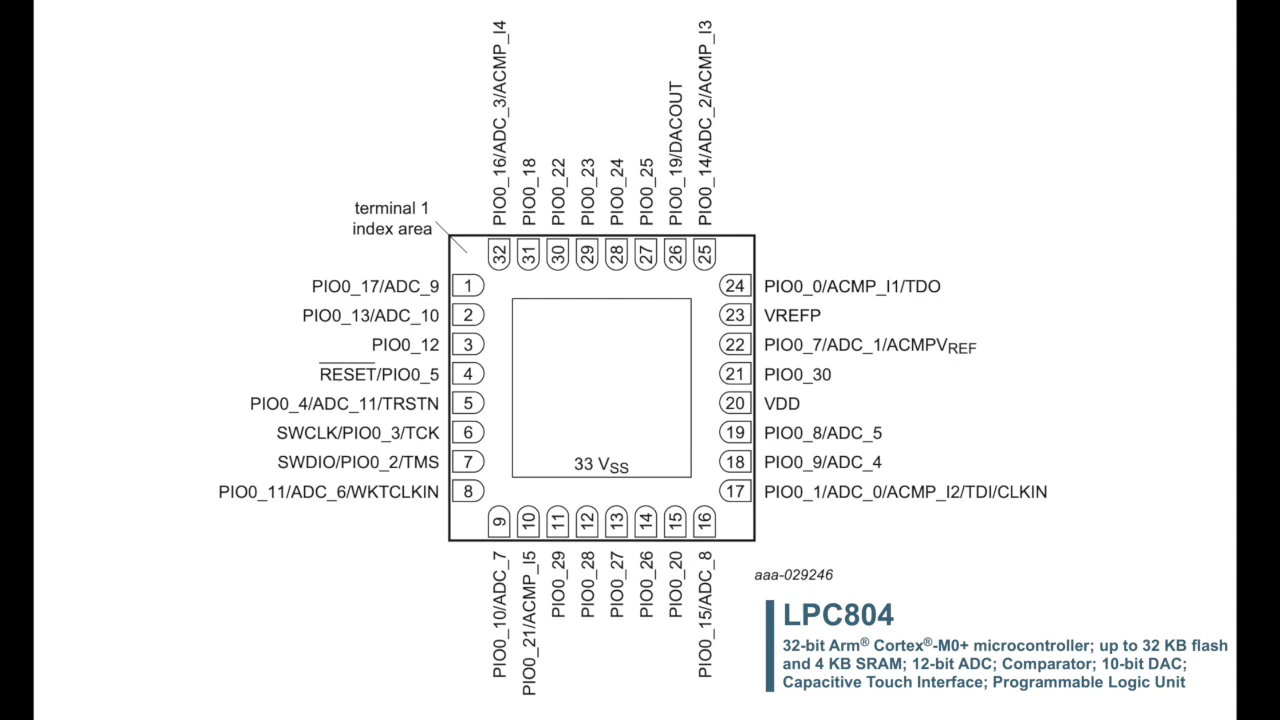 PIO0_16/ADC_3/ACMP_I4
PIO0_18
PIO0_22
PIO0_23
PIO0_24
PIO0_25
PIO0_19/DACOUT
PIO0_14/ADC_2/ACMP_I3
terminal 1
index area
32
31
30
29
28
27
26
25
PIO0_17/ADC_9 1
PIO0_13/ADC_10 2
PIO0_12 3
RESET/PIO0_5 4
PIO0_4/ADC_11/TRSTN 5
SWCLK/PIO0_3/TCK 6
SWDIO/PIO0_2/TMS 7
PIO0_11/ADC_6/WKTCLKIN 8
33 VSS
24 PIO0_0/ACMP_I1/TDO
23 VREFP
22 PIO0_7/ADC_1/ACMPVREF
21 PIO0_30
20 VDD
19 PIO0_8/ADC_5
18 PIO0_9/ADC_4
17 PIO0_1/ADC_0/ACMP_I2/TDI/CLKIN
9
10
11
12
13
14
15
16
PIO0_10/ADC_7
PIO0_21/ACMP_I5
PIO0_29
PIO0_28
PIO0_27
PIO0_26
PIO0_20
PIO0_15/ADC_8
aaa-029246
LPC804
32-bit Arm® Cortex®-M0+ microcontroller; up to 32 KB flash
and 4 KB SRAM; 12-bit ADC; Comparator; 10-bit DAC;
Capacitive Touch Interface; Programmable Logic Unit